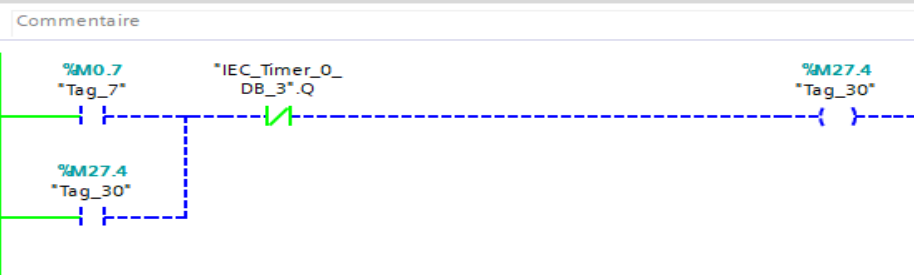 Commentaire
%M0.7
"Tag_7"
"IEC_Timer_0_
DB_3".Q
%M27.4
"Tag_30"
%M27.4
"Tag_30"